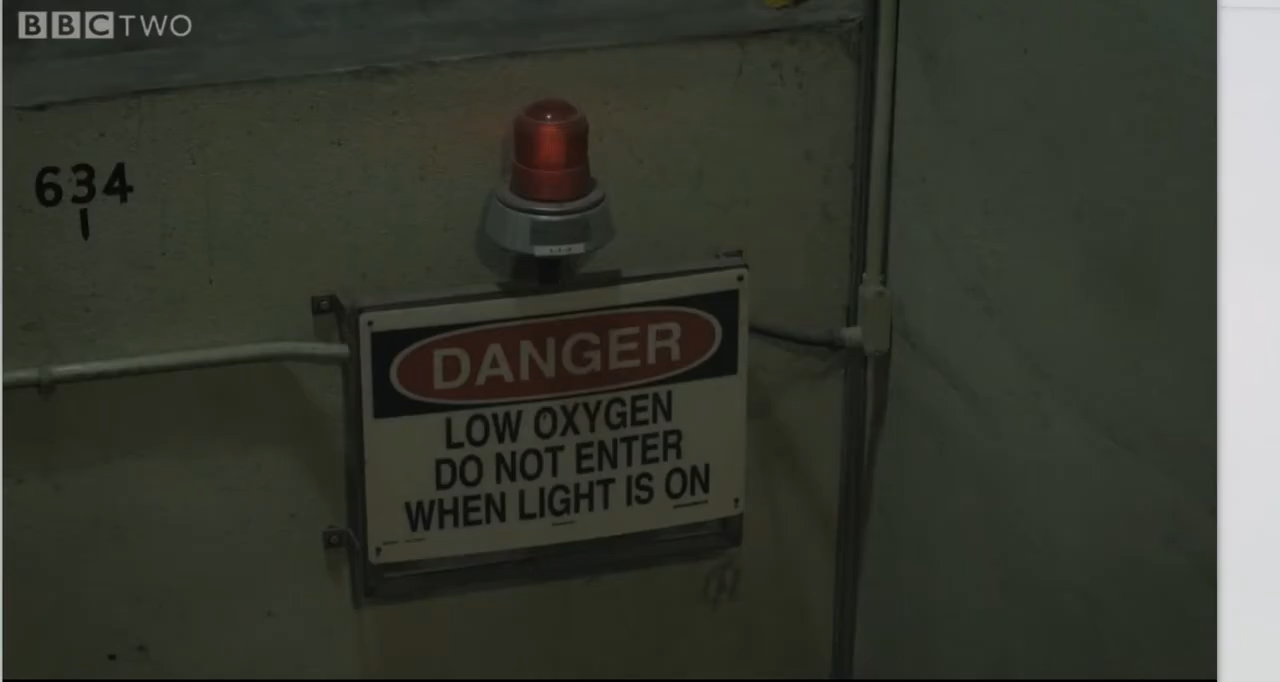 BBC TWO
634
DANGER
LOW OXYGEN
DO NOT ENTER
WHEN LIGHT IS ON